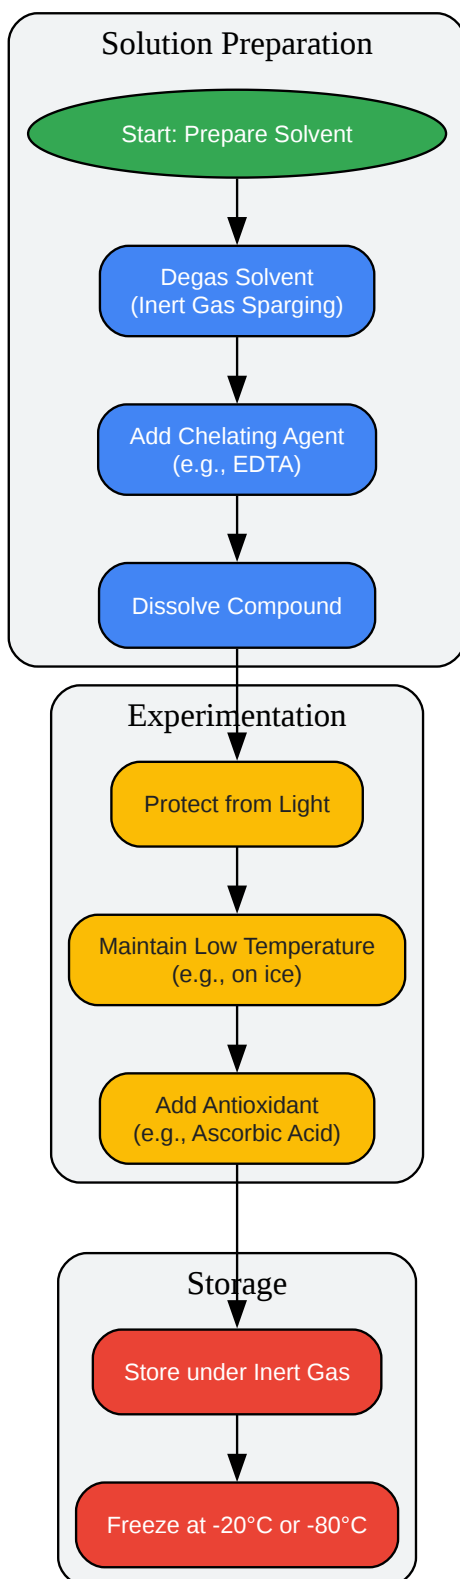 Solution Preparation
Start: Prepare Solvent
Degas Solvent
(Inert Gas Sparging)
Add Chelating Agent
(e.g., EDTA)
Dissolve Compound
Experimentation
Protect from Light
Maintain Low Temperature
(e.g., on ice)
Add Antioxidant
(e.g., Ascorbic Acid)
Storage
Store under Inert Gas
Freeze at -20°C or -80°C